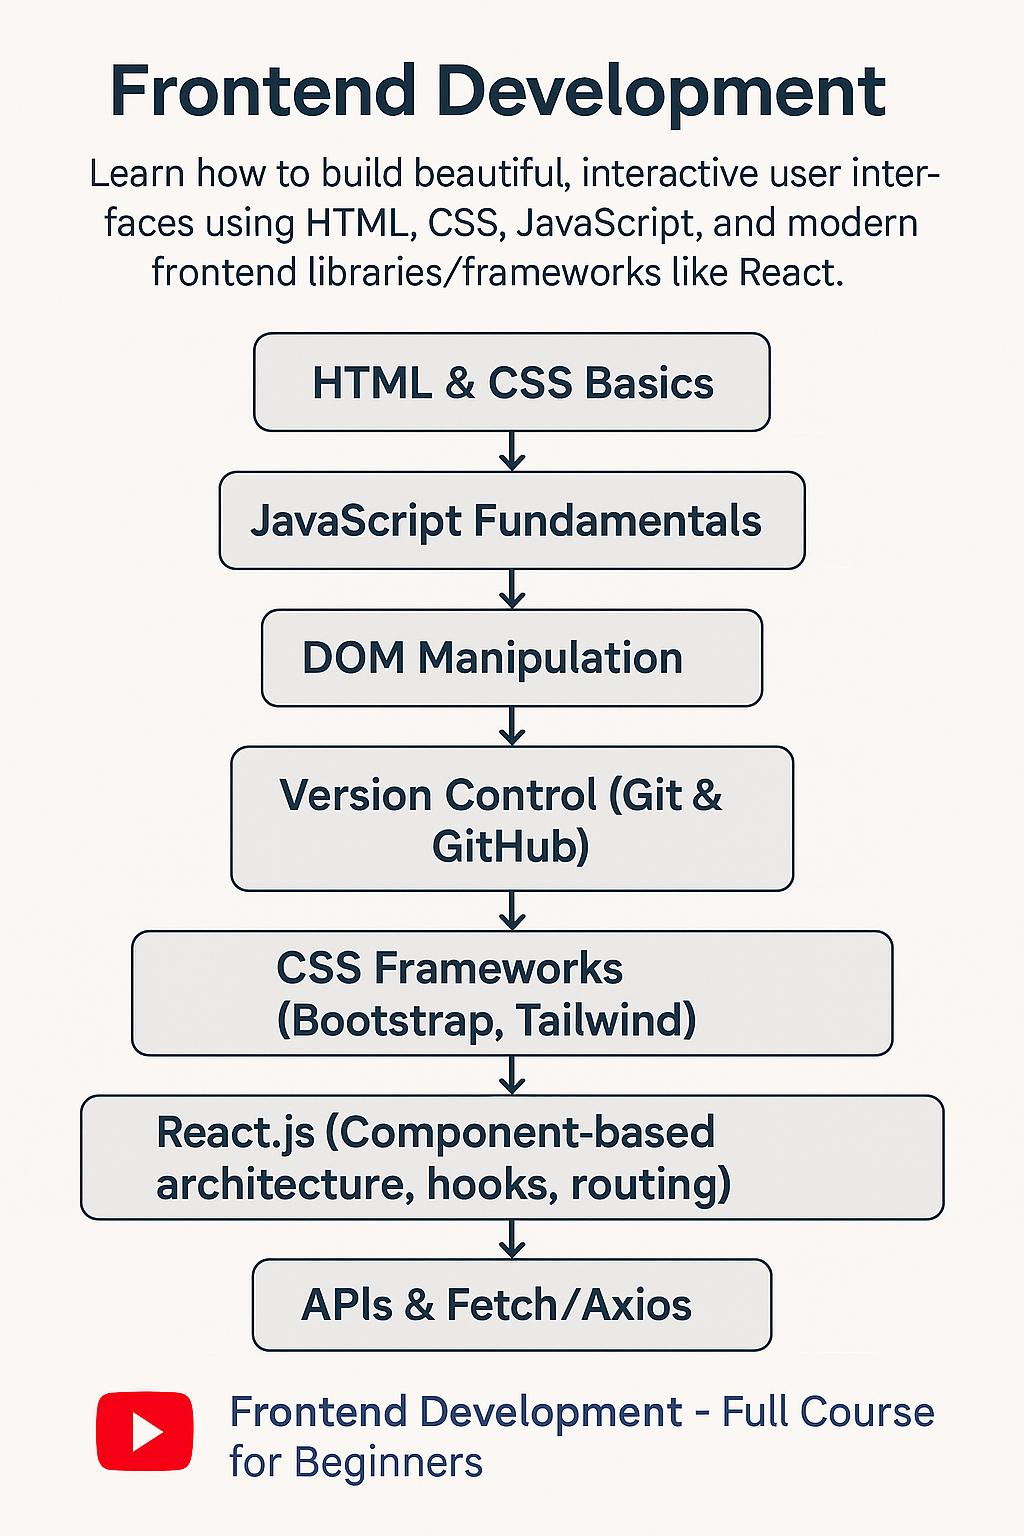 Frontend Development
Learn how to build beautiful, interactive user inter-
faces using HTML, CSS, JavaScript, and modern
frontend libraries/frameworks like React.
HTML & CSS Basics
JavaScript Fundamentals
DOM Manipulation
Version Control (Git &
GitHub)
CSS Frameworks
(Bootstrap, Tailwind)
React.js (Component-based
architecture, hooks, routing)
APIs & Fetch/Axios
Frontend Development - Full Course
for Beginners